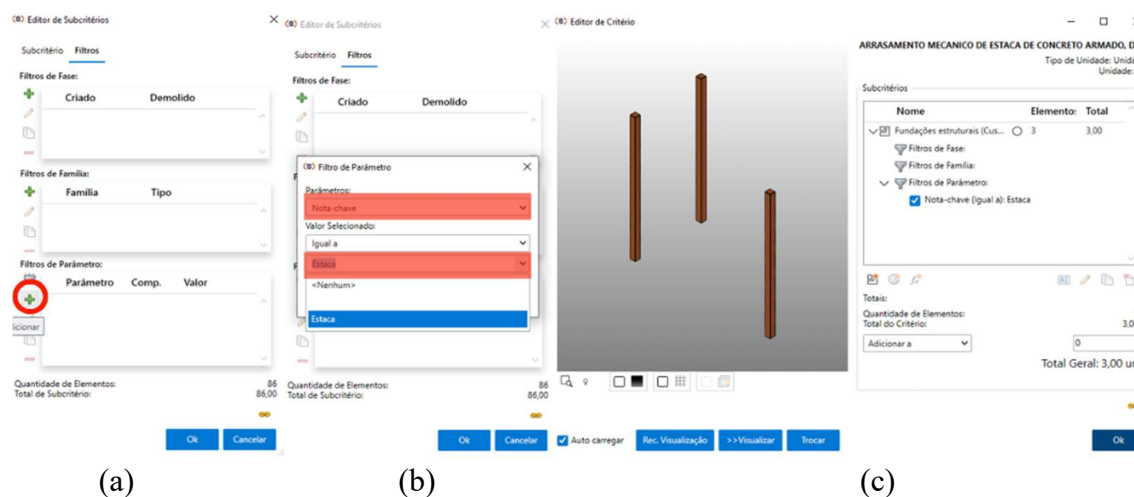 Editor de Subcritérios
Subcritério Filtros
Filtros de Fase:
Criado Demolido
Filtros de Família:
Família Tipo
Filtros de Parâmetro:
Parâmetro Comp. Valor
icionar
Quantidade de Elementos: 86
Total de Subcritério: 86,00
Ok Cancelar
(a)
Editor de Subcritérios
Subcritério Filtros
Filtros de Fase:
Criado Demolido
Filtro de Parâmetro
Parâmetros:
Nota-chave
Valor Selecionado:
Igual a
Estaca
<Nenhum>
Estaca
Quantidade de Elementos: 86
Total de Subcritério: 86,00
Ok Cancelar
(b)
Editor de Critério
ARRASAMENTO MECANICO DE ESTACA DE CONCRETO ARMADO, D
Tipo de Unidade: Unida
Unidade:
Subcritérios
Nome Elemento: Total
Fundações estruturais (Cus... 3 3,00
Filtros de Fase:
Filtros de Família:
Filtros de Parâmetro:
Nota-chave (Igual a): Estaca
Totais:
Quantidade de Elementos:
Total do Critério: 3,0
Adicionar a 0
Total Geral: 3,00 u
Auto carregar Rec. Visualização >>Visualizar Trocar Ok
(c)